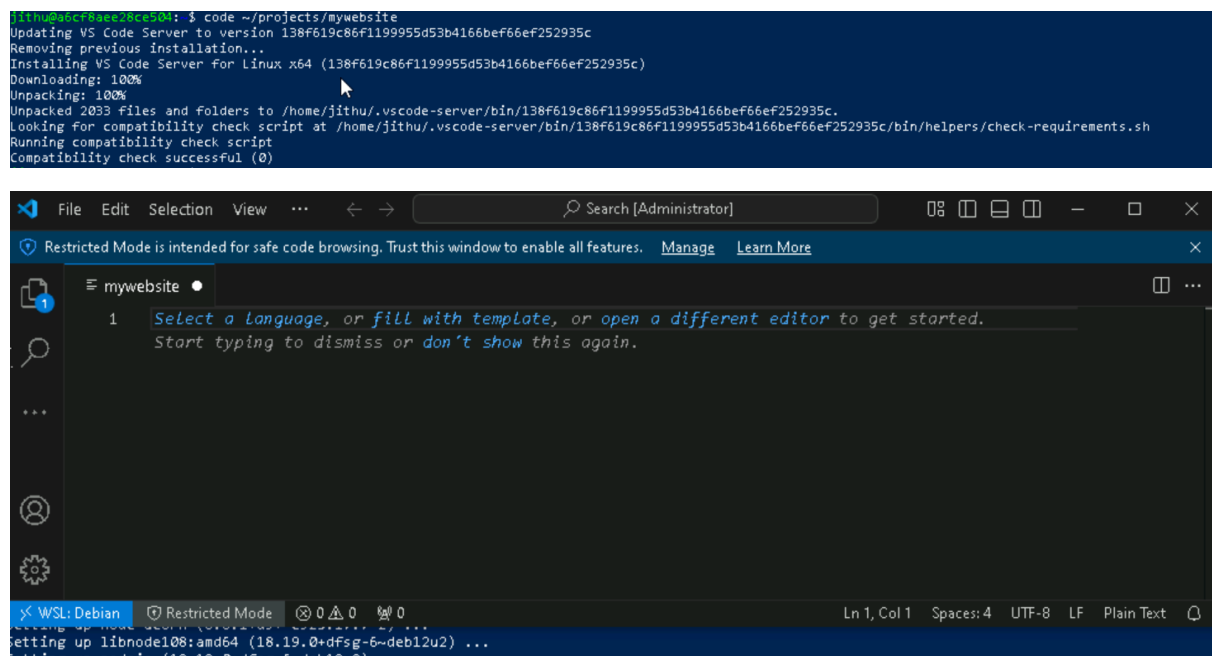 jithu@a6cf8aee28ce504: $ code ~/projects/mywebsite
Updating VS Code Server to version 138f619c86f1199955d53b4166bef66ef252935c
Removing previous installation...
Installing VS Code Server for Linux x64 (138f619c86f1199955d53b4166bef66ef252935c)
Downloading: 100%
Unpacking: 100%
Unpacked 2033 files and folders to /home/jithu/.vscode-server/bin/138f619c86f1199955d53b4166bef66ef252935c.
Looking for compatibility check script at /home/jithu/.vscode-server/bin/138f619c86f1199955d53b4166bef66ef252935c/bin/helpers/check-requirements.sh
Running compatibility check script
Compatibility check successful (0)
File Edit Selection View ··· Search [Administrator]
Restricted Mode is intended for safe code browsing. Trust this window to enable all features. Manage Learn More
mywebsite
1 Select a language, or fill with template, or open a different editor to get started.
Start typing to dismiss or don't show this again.
1
WSL: Debian Restricted Mode 0 0 0 Ln 1, Col 1 Spaces: 4 UTF-8 LF Plain Text
Setting up libnode108:amd64 (18.19.0+dfsg-6~deb12u2) ...